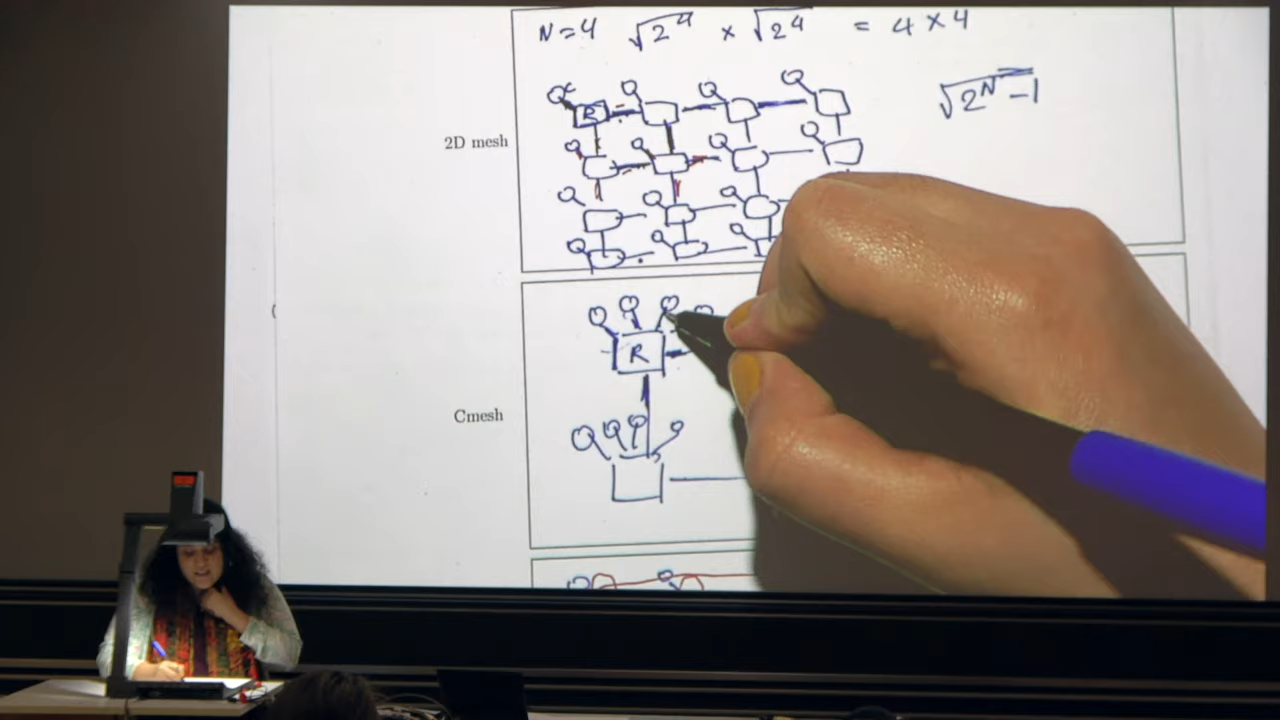 N=4 √2⁴ × √2⁴ = 4 × 4
√2ᴺ -1
R
2D mesh
R
Cmesh